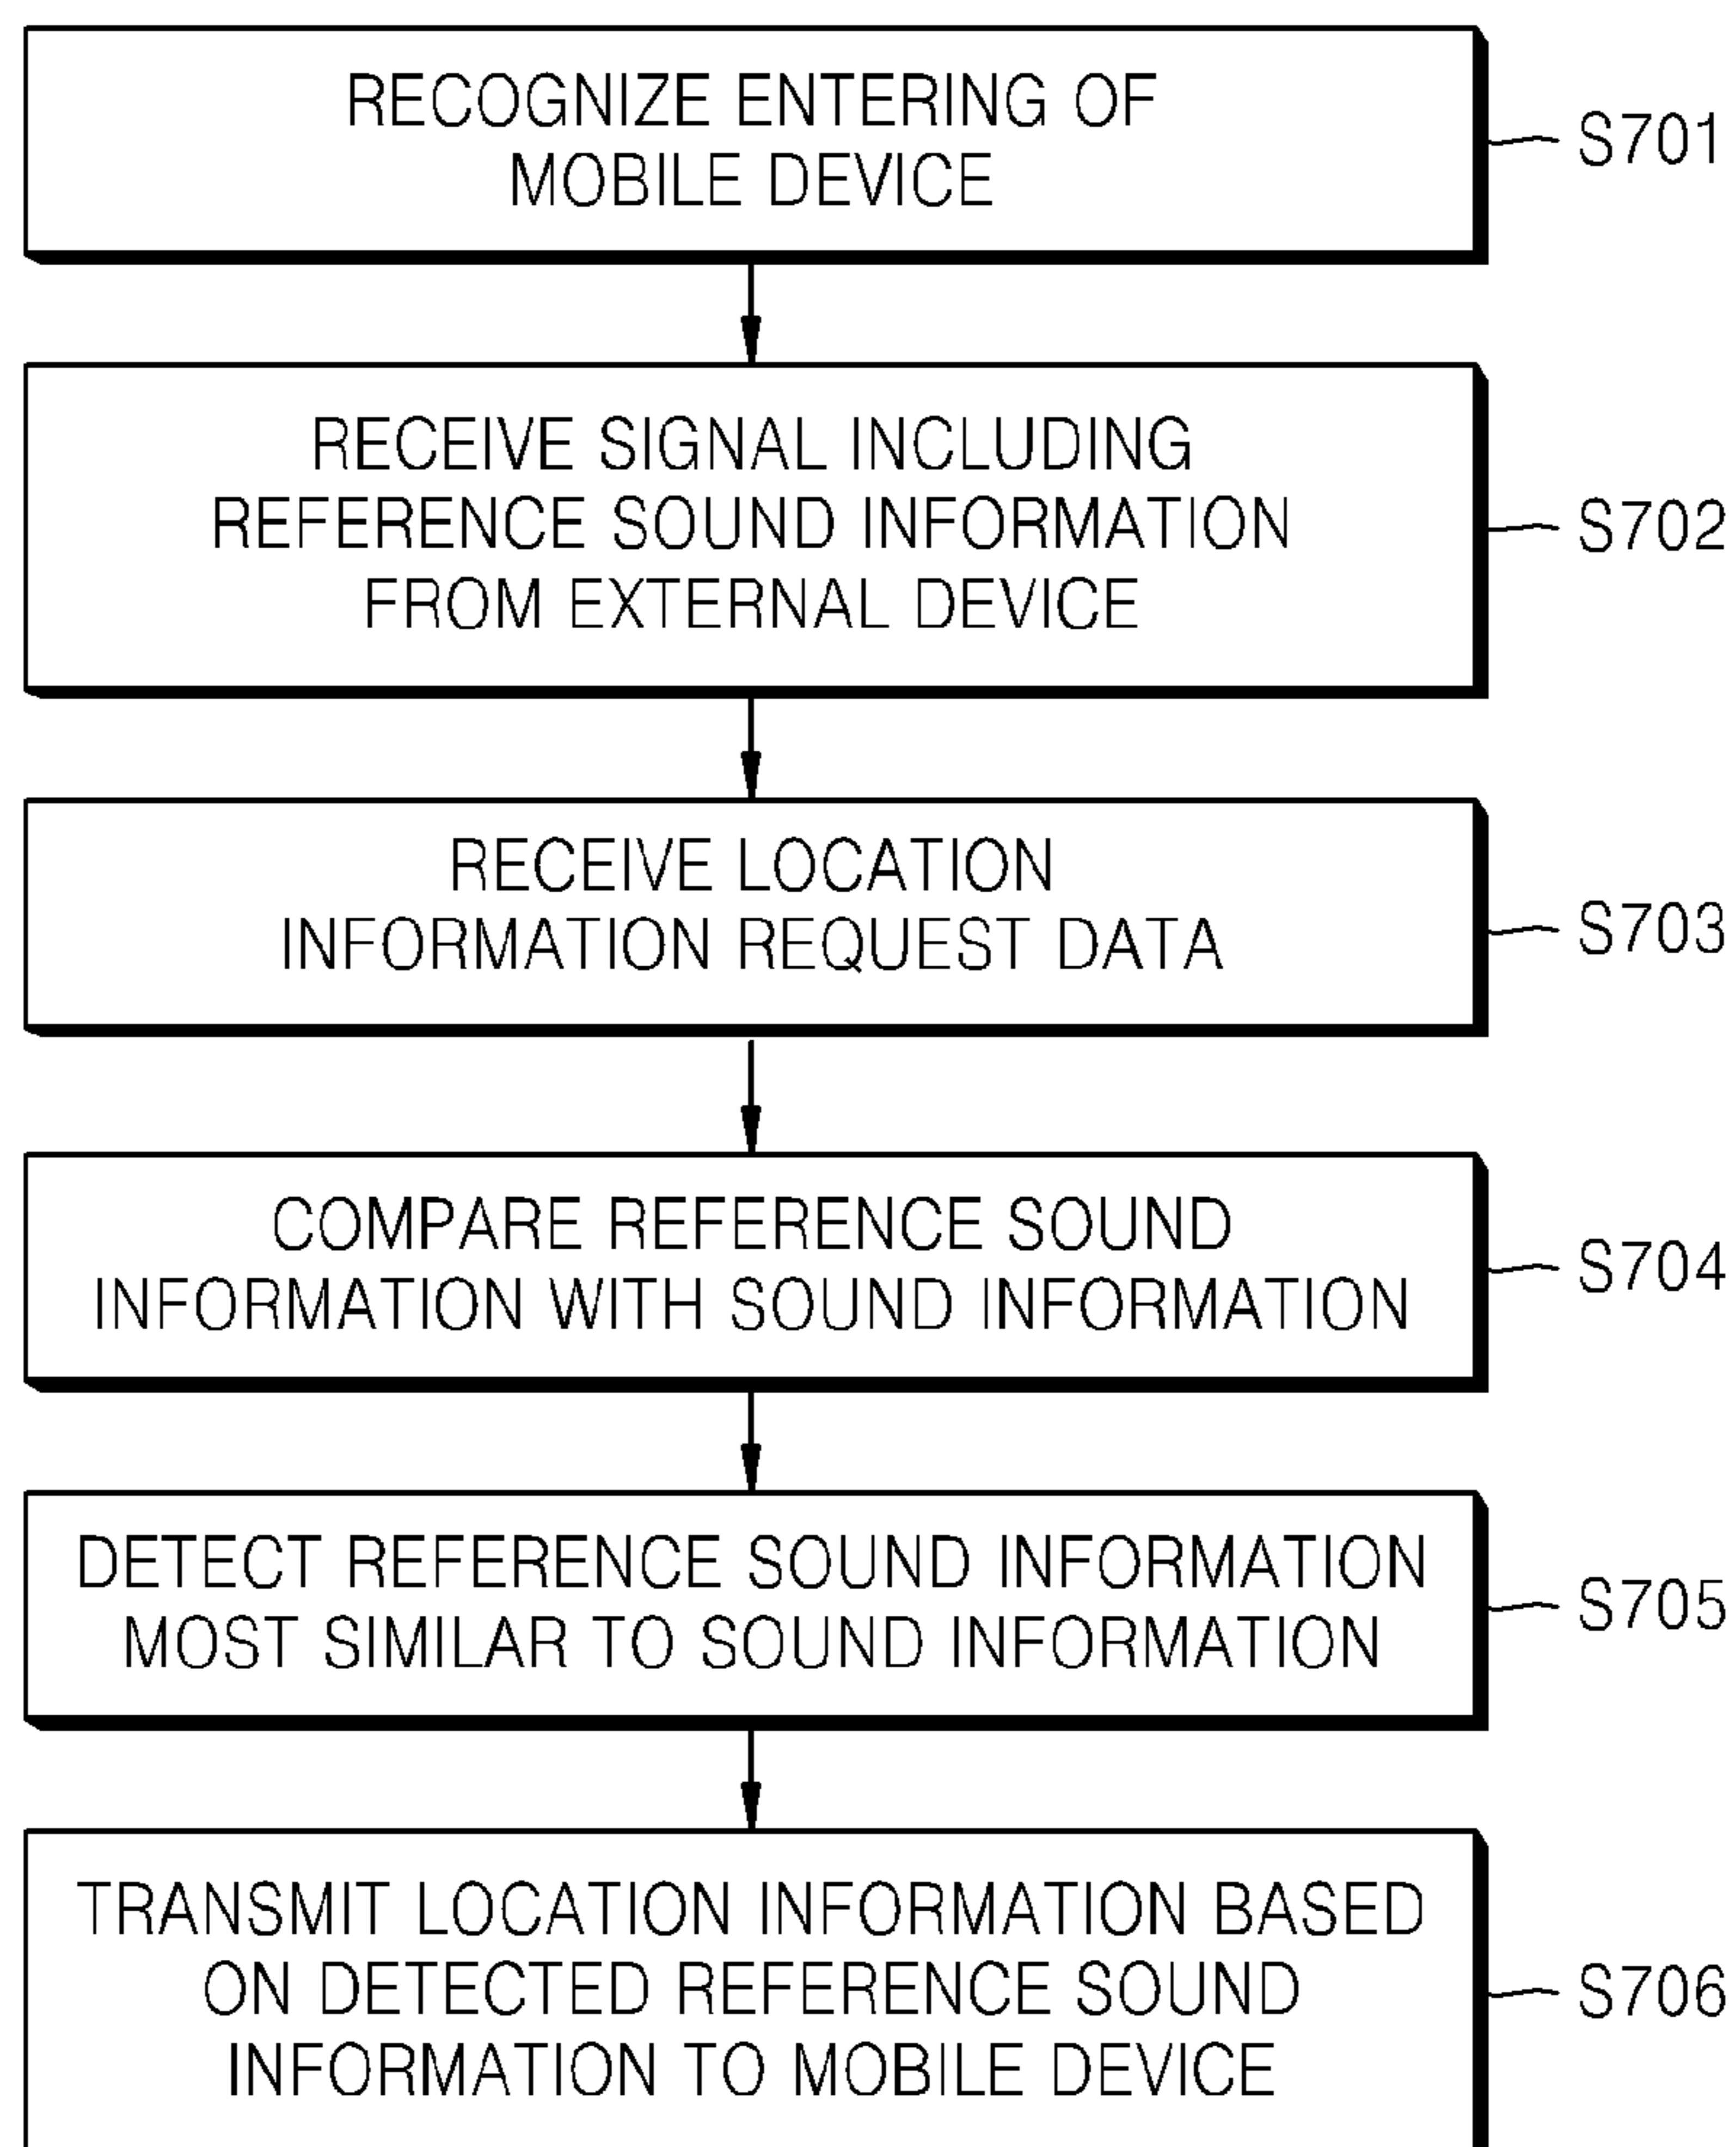 RECOGNIZE ENTERING OF
MOBILE DEVICE
S701
RECEIVE SIGNAL INCLUDING
REFERENCE SOUND INFORMATION
FROM EXTERNAL DEVICE
S702
RECEIVE LOCATION
INFORMATION REQUEST DATA
S703
COMPARE REFERENCE SOUND
INFORMATION WITH SOUND INFORMATION
S704
DETECT REFERENCE SOUND INFORMATION
MOST SIMILAR TO SOUND INFORMATION
S705
TRANSMIT LOCATION INFORMATION BASED
ON DETECTED REFERENCE SOUND
INFORMATION TO MOBILE DEVICE
S706